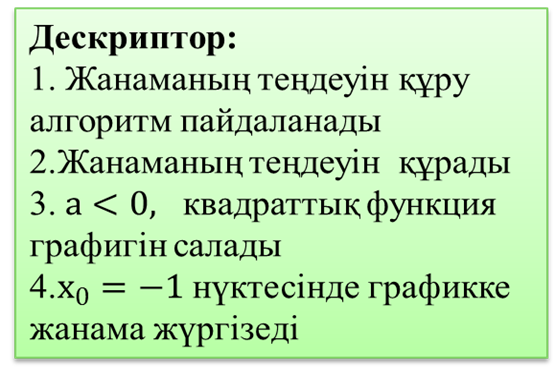 Дескриптор:
1. Жанаманың теңдеуін құру
алгоритм пайдаланады
2.Жанаманың теңдеуін құрады
3. a < 0, квадраттық функция
графигін салады
4.x₀ = −1 нүктесінде графикке
жанама жүргізеді